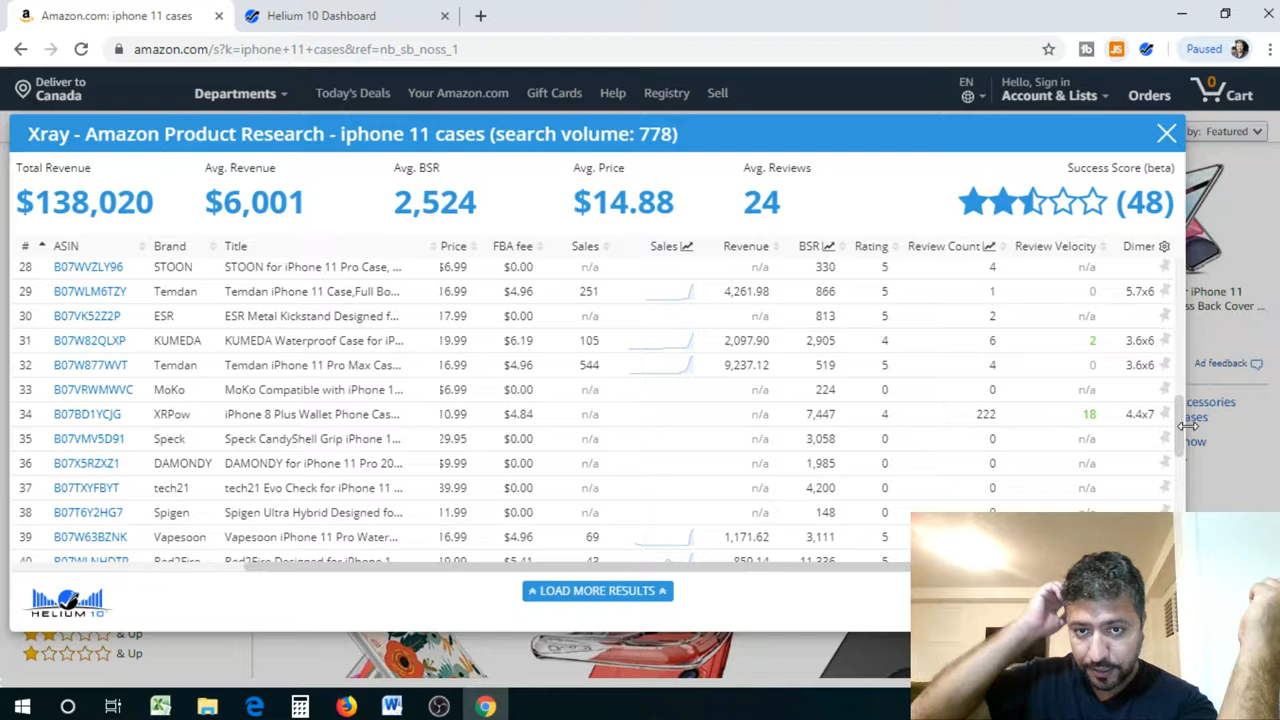 Amazon.com: iphone 11 cases
Helium 10 Dashboard
amazon.com/s?k=iphone+11+cases&ref=nb_sb_noss_1
Paused
Deliver to
Canada
Departments
Today's Deals
Your Amazon.com
Gift Cards
Help
Registry
Sell
EN
Hello, Sign in
Account & Lists
Orders
0
Cart
Xray - Amazon Product Research - iphone 11 cases (search volume: 778)
by: Featured
Total Revenue Avg. Revenue Avg. BSR Avg. Price Avg. Reviews Success Score (beta)
$138,020 $6,001 2,524 $14.88 24 (48)
# ASIN Brand Title Price FBA fee Sales Sales Revenue BSR Rating Review Count Review Velocity Dimer
28 B07WVZLY96 STOON STOON for iPhone 11 Pro Case, ... $6.99 $0.00 n/a n/a 330 5 4 n/a
29 B07WLM6TZY Temdan Temdan iPhone 11 Case,Full Bo... 16.99 $4.96 251 4,261.98 866 5 1 0 5.7x6
30 B07VK52Z2P ESR ESR Metal Kickstand Designed f... 17.99 $0.00 n/a n/a 813 5 2 n/a
31 B07W82QLXP KUMEDA KUMEDA Waterproof Case for iP... 19.99 $6.19 105 2,097.90 2,905 4 6 2 3.6x6
32 B07W877WVT Temdan Temdan iPhone 11 Pro Max Cas... 16.99 $4.96 544 9,237.12 519 5 4 0 3.6x6
33 B07VRWMWVC MoKo MoKo Compatible with iPhone 1... $6.99 $0.00 n/a n/a 224 0 0 n/a
34 B07BD1YCJG XRPow iPhone 8 Plus Wallet Phone Cas... 10.99 $4.84 n/a n/a 7,447 4 222 18 4.4x7
35 B07VMV5D91 Speck Speck CandyShell Grip iPhone 1... 29.95 $0.00 n/a n/a 3,058 0 0 n/a
36 B07X5RZXZ1 DAMONDY DAMONDY for iPhone 11 Pro 20... $9.99 $0.00 n/a n/a 1,985 0 0 n/a
37 B07TXYFBYT tech21 tech21 Evo Check for iPhone 11 ... 39.99 $0.00 n/a n/a 4,200 0 0 n/a
38 B07T6Y2HG7 Spigen Spigen Ultra Hybrid Designed fo... 11.99 $0.00 n/a n/a 148 0 0 n/a
39 B07W63BZNK Vapesoon Vapesoon iPhone 11 Pro Water... 16.99 $4.96 69 1,171.62 3,111 5
LOAD MORE RESULTS
HELIUM 10
& Up
& Up
r iPhone 11
ss Back Cover ...
Ad feedback
cessories
ases
now